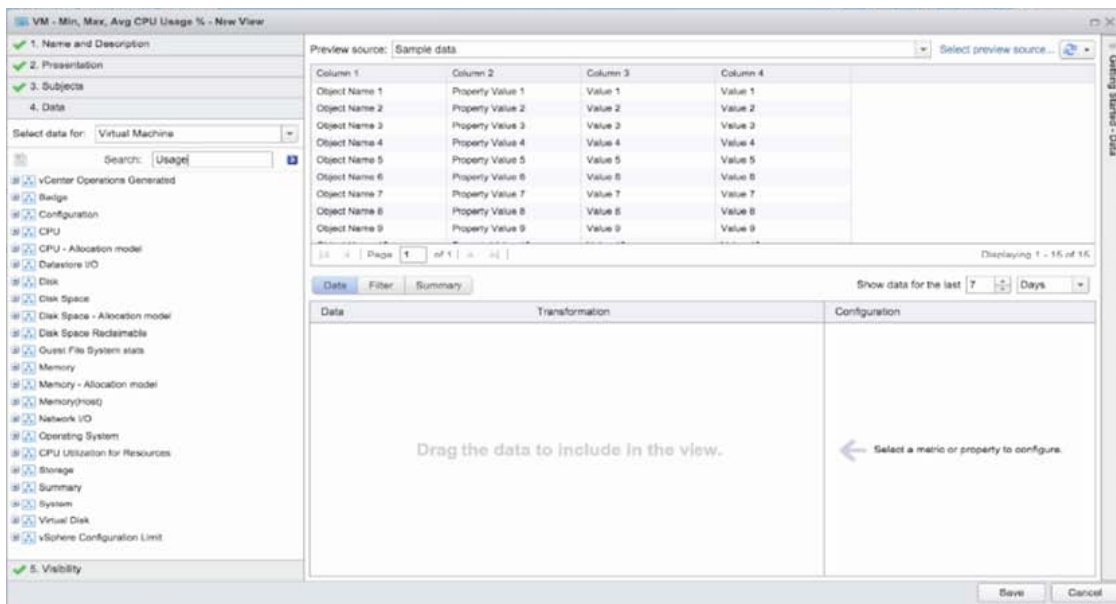 VM - Min, Max, Avg CPU Usage % - New View
1. Name and Description
2. Presentation
3. Subjects
4. Data
Select data for: Virtual Machine
Search: Usage
vCenter Operations Generated
Badge
Configuration
CPU
CPU - Allocation model
Datastore I/O
Disk
Disk Space
Disk Space - Allocation model
Disk Space Reclaimable
Guest File System stats
Memory
Memory - Allocation model
Memory(Host)
Network I/O
Operating System
CPU Utilization for Resources
Storage
Summary
System
Virtual Disk
vSphere Configuration Limit
5. Visibility
Preview source: Sample data Select preview source...
Column 1 Column 2 Column 3 Column 4
Object Name 1 Property Value 1 Value 1 Value 1
Object Name 2 Property Value 2 Value 2 Value 2
Object Name 3 Property Value 3 Value 3 Value 3
Object Name 4 Property Value 4 Value 4 Value 4
Object Name 5 Property Value 5 Value 5 Value 5
Object Name 6 Property Value 6 Value 6 Value 6
Object Name 7 Property Value 7 Value 7 Value 7
Object Name 8 Property Value 8 Value 8 Value 8
Object Name 9 Property Value 9 Value 9 Value 9
Page 1 of 1 Displaying 1 - 15 of 15
Data Filter Summary Show data for the last 7 Days
Data Transformation Configuration
Drag the data to include in the view.
Select a metric or property to configure.
Getting started - Data
Save Cancel